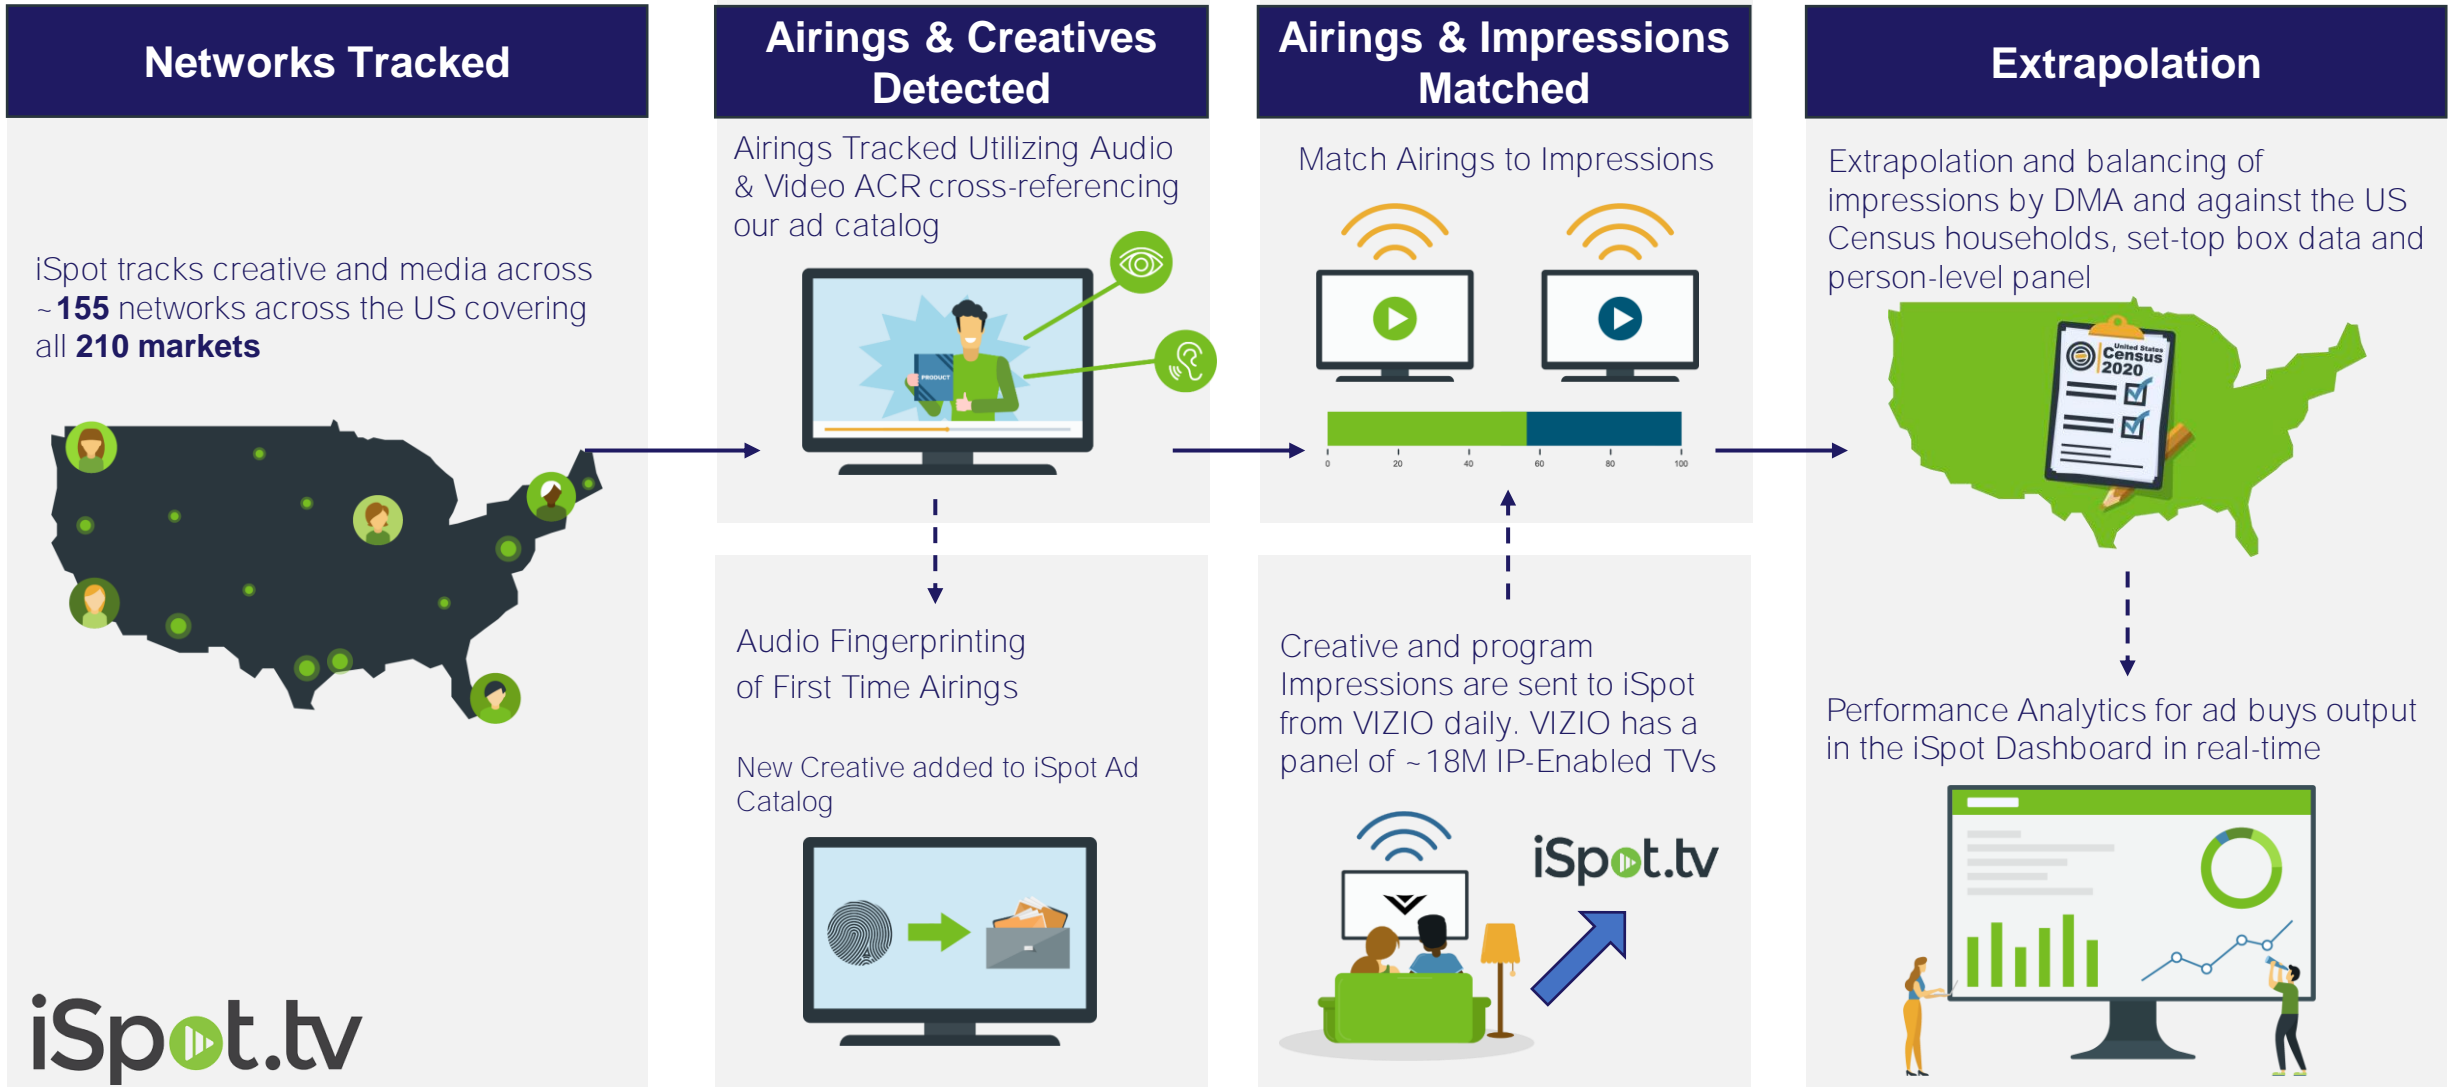 Networks Tracked
iSpot tracks creative and media across
~155 networks across the US covering
all 210 markets
iSpot.tv
Airings & Creatives
Detected
Airings Tracked Utilizing Audio
& Video ACR cross-referencing
our ad catalog
PRODUCT
Audio Fingerprinting
of First Time Airings
New Creative added to iSpot Ad
Catalog
Airings & Impressions
Matched
Match Airings to Impressions
0 20 40 60 80 100
Creative and program
Impressions are sent to iSpot
from VIZIO daily. VIZIO has a
panel of ~18M IP-Enabled TVs
iSpot.tv
Extrapolation
Extrapolation and balancing of
impressions by DMA and against the US
Census households, set-top box data and
person-level panel
United States
Census
2020
Performance Analytics for ad buys output
in the iSpot Dashboard in real-time